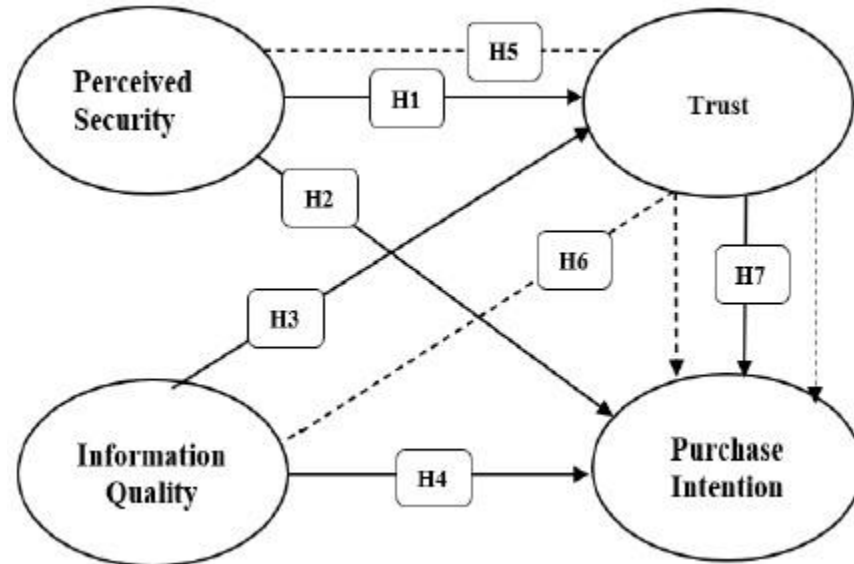 H5
Perceived
Security
H1
Trust
H2
H6
H7
H3
Information
Quality
H4
Purchase
Intention